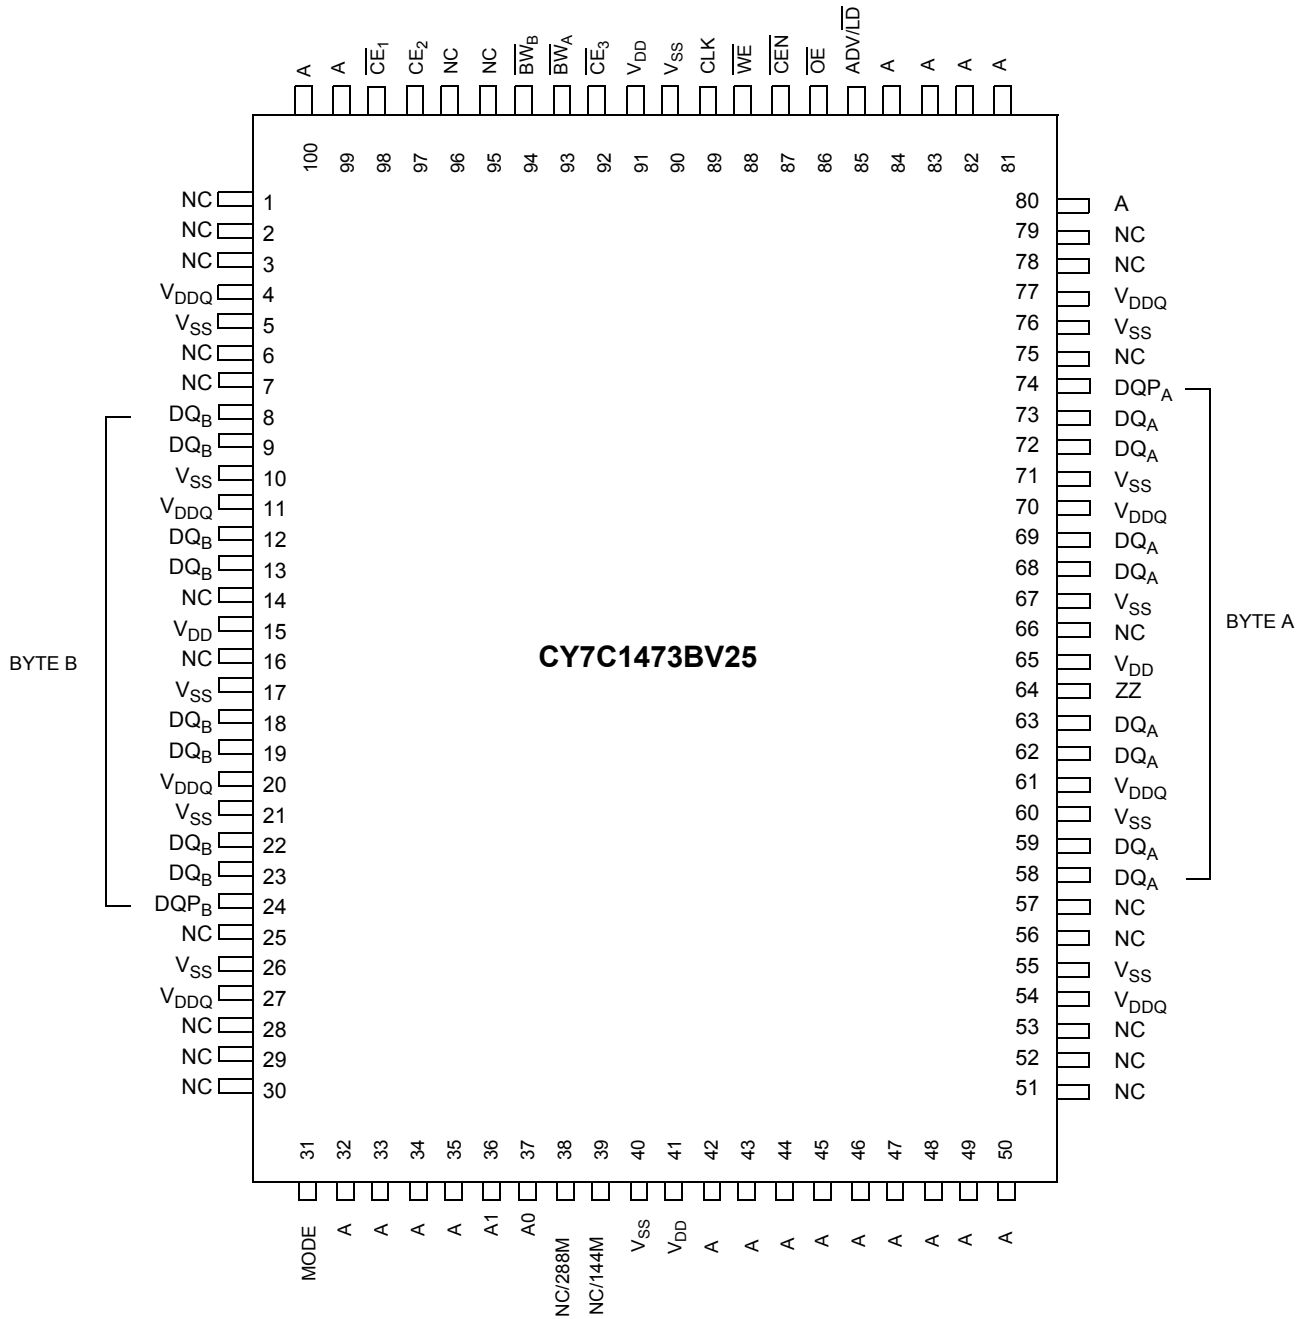 A A CE1 CE2 NC NC BWB BWA CE3 VDD VSS CLK WE CEN OE ADV/LD A A A A
100 99 98 97 96 95 94 93 92 91 90 89 88 87 86 85 84 83 82 81
NC 1 80 A
NC 2 79 NC
NC 3 78 NC
VDDQ 4 77 VDDQ
VSS 5 76 VSS
NC 6 75 NC
NC 7 74 DQPA
DQB 8 73 DQA
DQB 9 72 DQA
VSS 10 71 VSS
VDDQ 11 70 VDDQ
DQB 12 69 DQA
DQB 13 68 DQA
NC 14 67 VSS
BYTE A
VDD 15 66 NC
BYTE B
NC 16 CY7C1473BV25 65 VDD
VSS 17 64 ZZ
DQB 18 63 DQA
DQB 19 62 DQA
VDDQ 20 61 VDDQ
VSS 21 60 VSS
DQB 22 59 DQA
DQB 23 58 DQA
DQPB 24 57 NC
NC 25 56 NC
VSS 26 55 VSS
VDDQ 27 54 VDDQ
NC 28 53 NC
NC 29 52 NC
NC 30 51 NC
31 32 33 34 35 36 37 38 39 40 41 42 43 44 45 46 47 48 49 50
MODE A A A A A1 A0 NC/288M NC/144M VSS VDD A A A A A A A A A